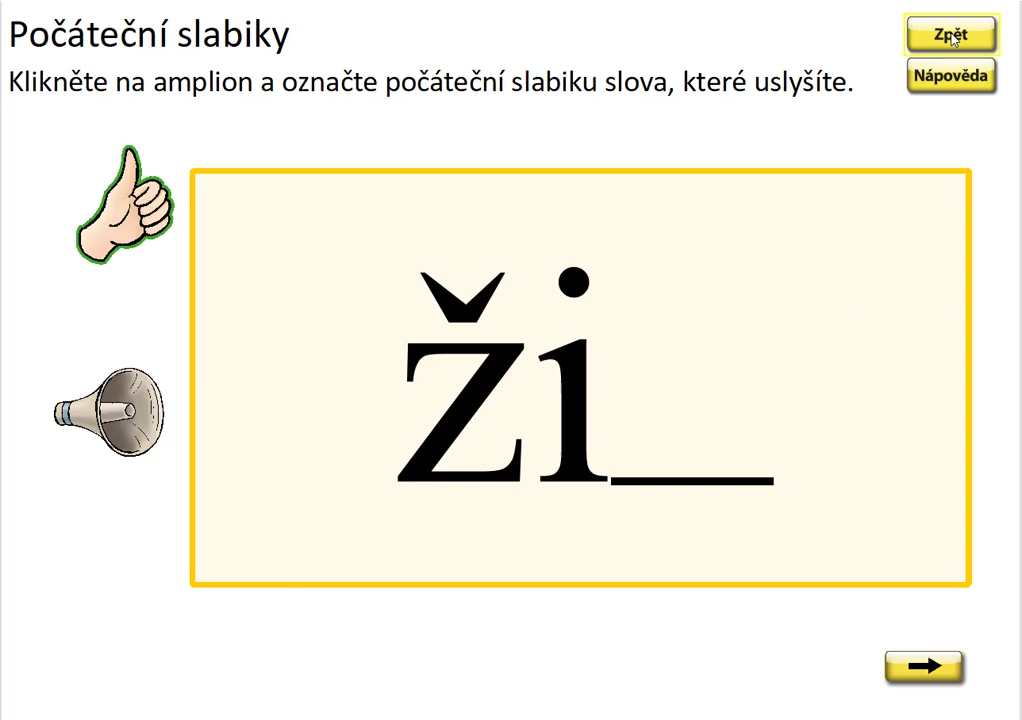 Počáteční slabiky
Zpět
Nápověda
Klikněte na amplion a označte počáteční slabiku slova, které uslyšíte.
ži__